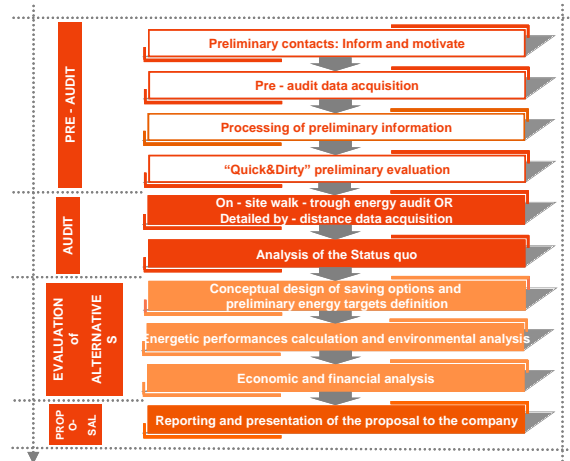 PRE - AUDIT
Preliminary contacts: Inform and motivate
Pre - audit data acquisition
Processing of preliminary information
“Quick&Dirty” preliminary evaluation
AUDIT
On - site walk - trough energy audit OR
Detailed by - distance data acquisition
Analysis of the Status quo
EVALUATION
of
ALTERNATIVE
S
Conceptual design of saving options and
preliminary energy targets definition
Energetic performances calculation and environmental analysis
Economic and financial analysis
PROP
O-
SAL
Reporting and presentation of the proposal to the company